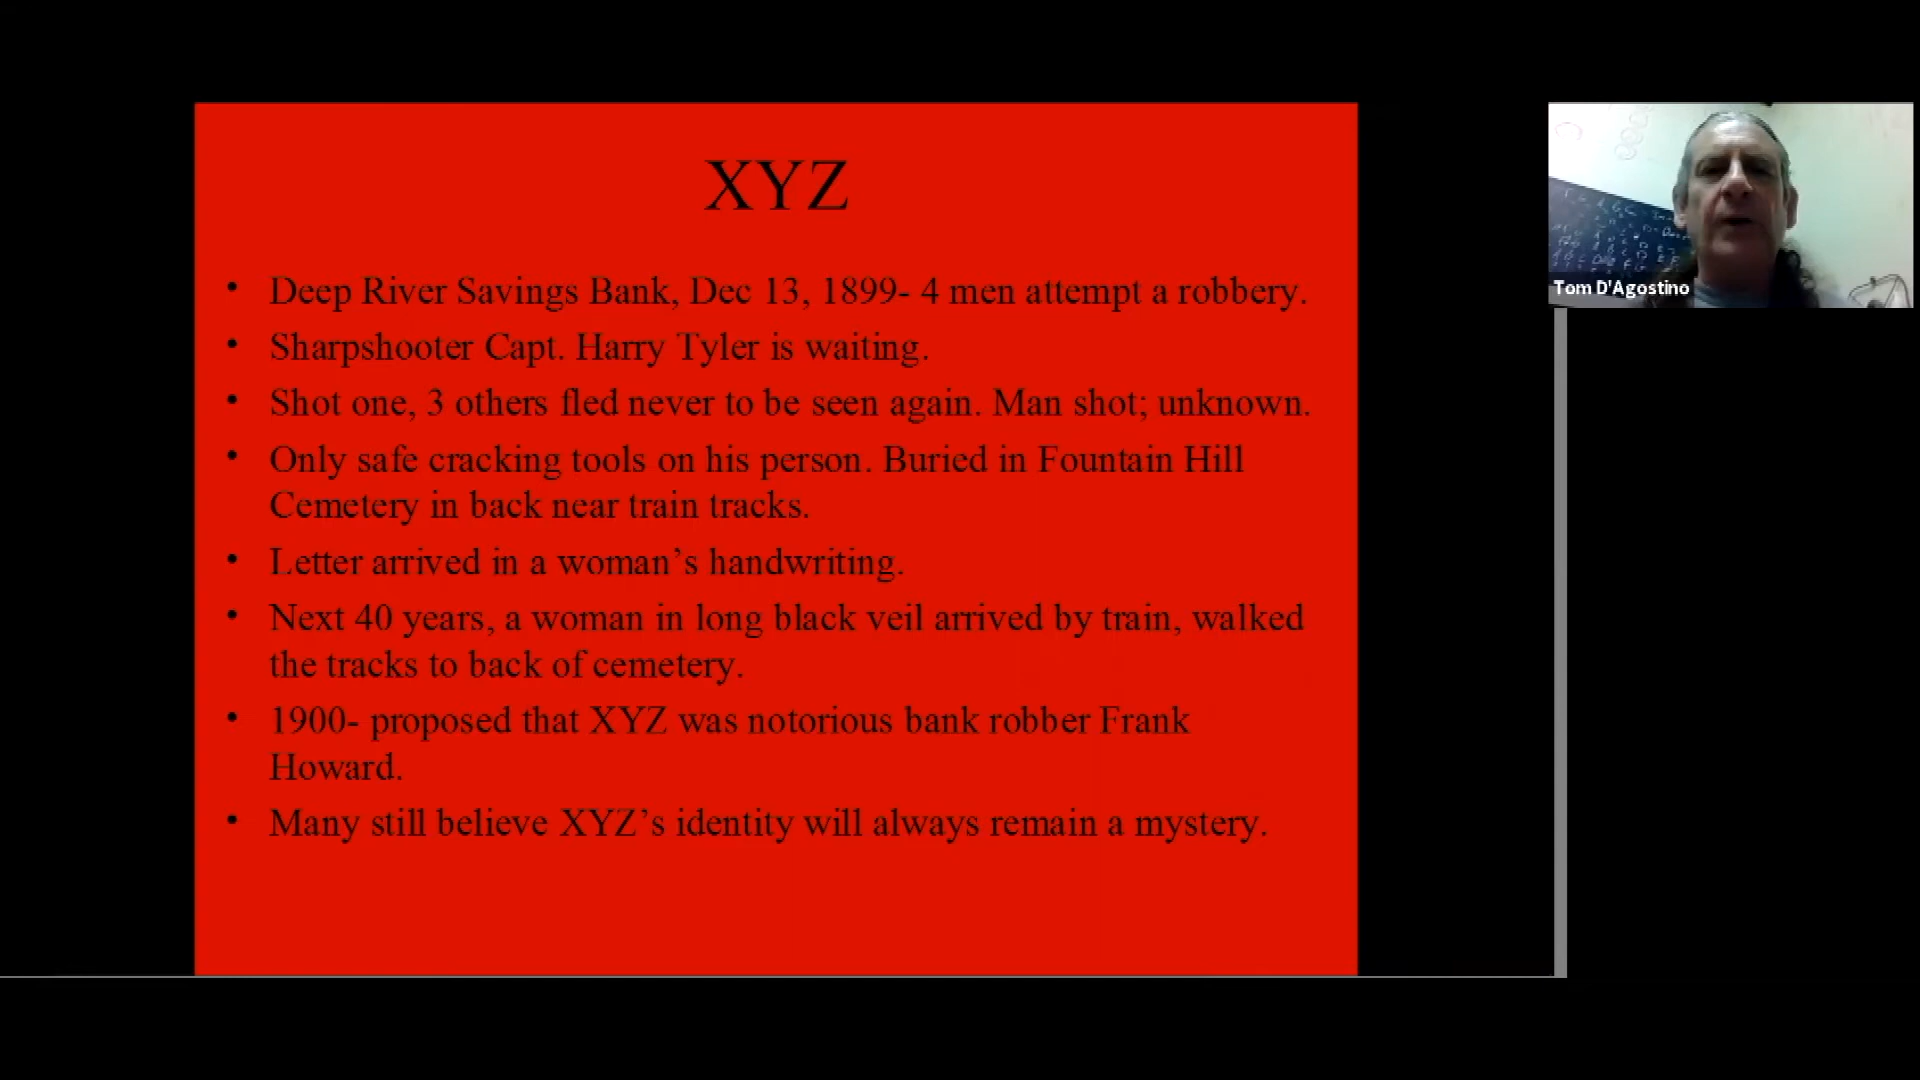 XYZ
• Deep River Savings Bank, Dec 13, 1899- 4 men attempt a robbery.
• Sharpshooter Capt. Harry Tyler is waiting.
• Shot one, 3 others fled never to be seen again. Man shot; unknown.
• Only safe cracking tools on his person. Buried in Fountain Hill
Cemetery in back near train tracks.
• Letter arrived in a woman’s handwriting.
• Next 40 years, a woman in long black veil arrived by train, walked
the tracks to back of cemetery.
• 1900- proposed that XYZ was notorious bank robber Frank
Howard.
• Many still believe XYZ’s identity will always remain a mystery.
Tom D'Agostino